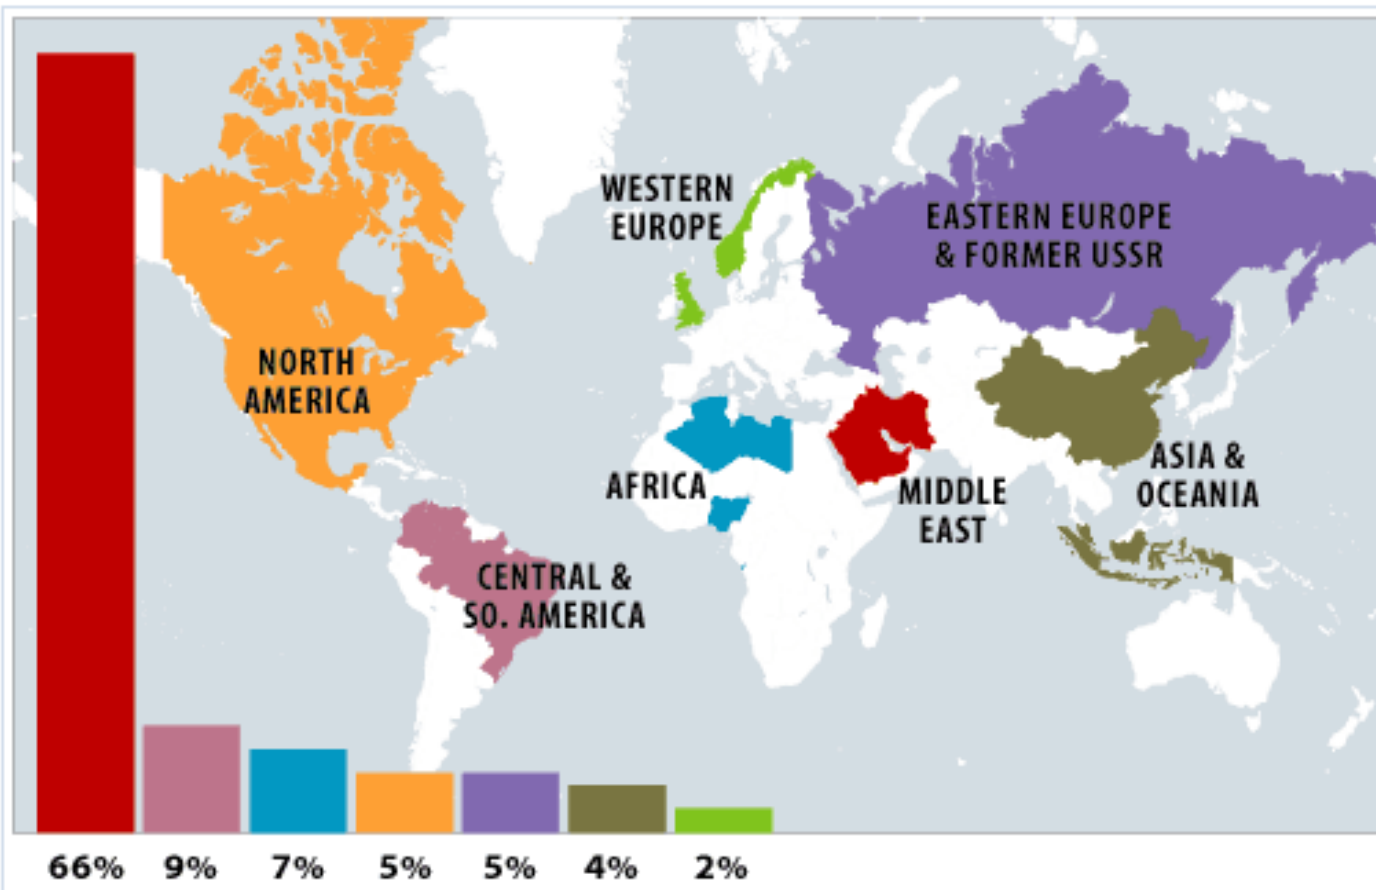 WESTERN
EUROPE
EASTERN EUROPE
& FORMER USSR
NORTH
AMERICA
AFRICA
MIDDLE
EAST
ASIA &
OCEANIA
CENTRAL &
SO. AMERICA
66% 9% 7% 5% 5% 4% 2%